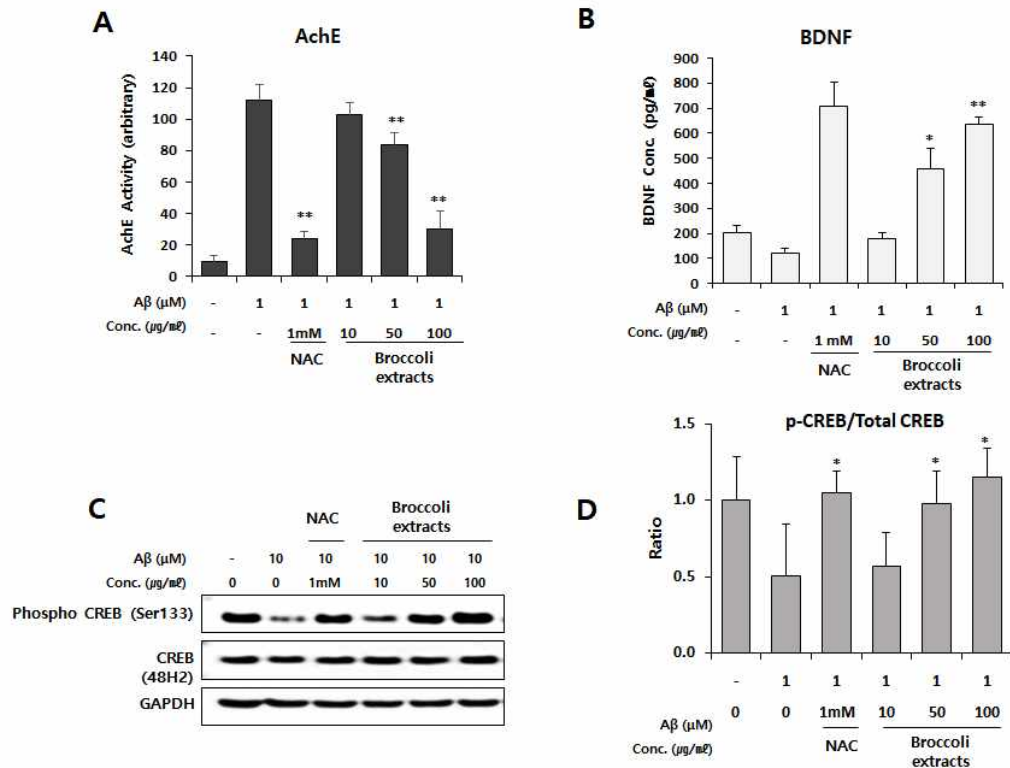 A
AchE
AchE Activity (arbitrary)
140
120
100
80
60
40
20
0
**
**
**
Aβ (μM) - 1 1 1 1 1
Conc. (㎍/㎖) - - 1mM 10 50 100
NAC Broccoli
extracts
B
BDNF
BDNF Conc. (pg/㎖)
900
800
700
600
500
400
300
200
100
0
*
**
Aβ (μM) - 1 1 1 1 1
Conc. (㎍/㎖) - - 1 mM 10 50 100
NAC Broccoli
extracts
C
NAC Broccoli
extracts
Aβ (μM) - 10 10 10 10 10
Conc. (㎍/㎖) 0 0 1mM 10 50 100
Phospho CREB (Ser133)
CREB
(48H2)
GAPDH
D
p-CREB/Total CREB
Ratio
1.5
1.0
0.5
0.0
*
*
*
- 1 1 1 1 1
0 0 1mM 10 50 100
Aβ (μM)
Conc. (㎍/㎖)
NAC Broccoli
extracts